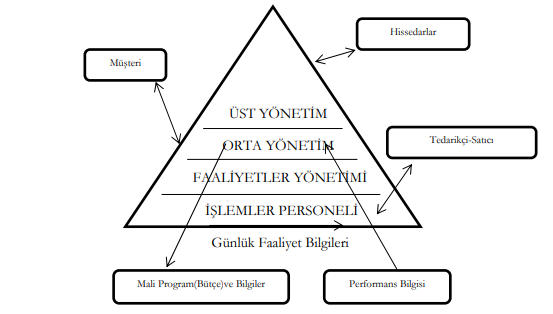 Hissedarlar
Müşteri
ÜST YÖNETİM
ORTA YÖNETİM
Tedarikçi-Satıcı
FAALİYETLER YÖNETİMİ
İŞLEMLER PERSONELİ
Günlük Faaliyet Bilgileri
Mali Program(Bütçe)ve Bilgiler
Performans Bilgisi